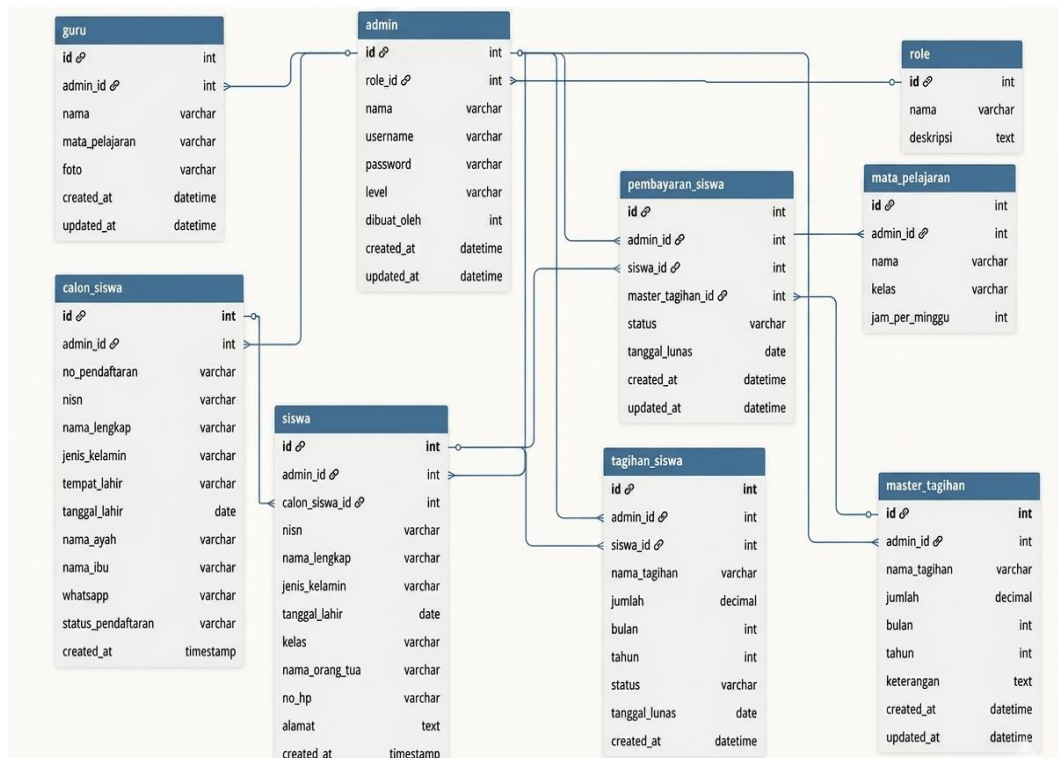 guru
id int
admin_id int
nama varchar
mata_pelajaran varchar
foto varchar
created_at datetime
updated_at datetime
admin
id int
role_id int
nama varchar
username varchar
password varchar
level varchar
dibuat_oleh int
created_at datetime
updated_at datetime
role
id int
nama varchar
deskripsi text
pembayaran_siswa
id int
admin_id int
siswa_id int
master_tagihan_id int
status varchar
tanggal_lunas date
created_at datetime
updated_at datetime
mata_pelajaran
id int
admin_id int
nama varchar
kelas varchar
jam_per_minggu int
calon_siswa
id int
admin_id int
no_pendaftaran varchar
nisn varchar
nama_lengkap varchar
jenis_kelamin varchar
tempat_lahir varchar
tanggal_lahir date
nama_ayah varchar
nama_ibu varchar
whatsapp varchar
status_pendaftaran varchar
created_at timestamp
siswa
id int
admin_id int
calon_siswa_id int
nisn varchar
nama_lengkap varchar
jenis_kelamin varchar
tanggal_lahir date
kelas varchar
nama_orang_tua varchar
no_hp varchar
alamat text
created_at timestamp
tagihan_siswa
id int
admin_id int
siswa_id int
nama_tagihan varchar
jumlah decimal
bulan int
tahun int
status varchar
tanggal_lunas date
created_at datetime
master_tagihan
id int
admin_id int
nama_tagihan varchar
jumlah decimal
bulan int
tahun int
keterangan text
created_at datetime
updated_at datetime